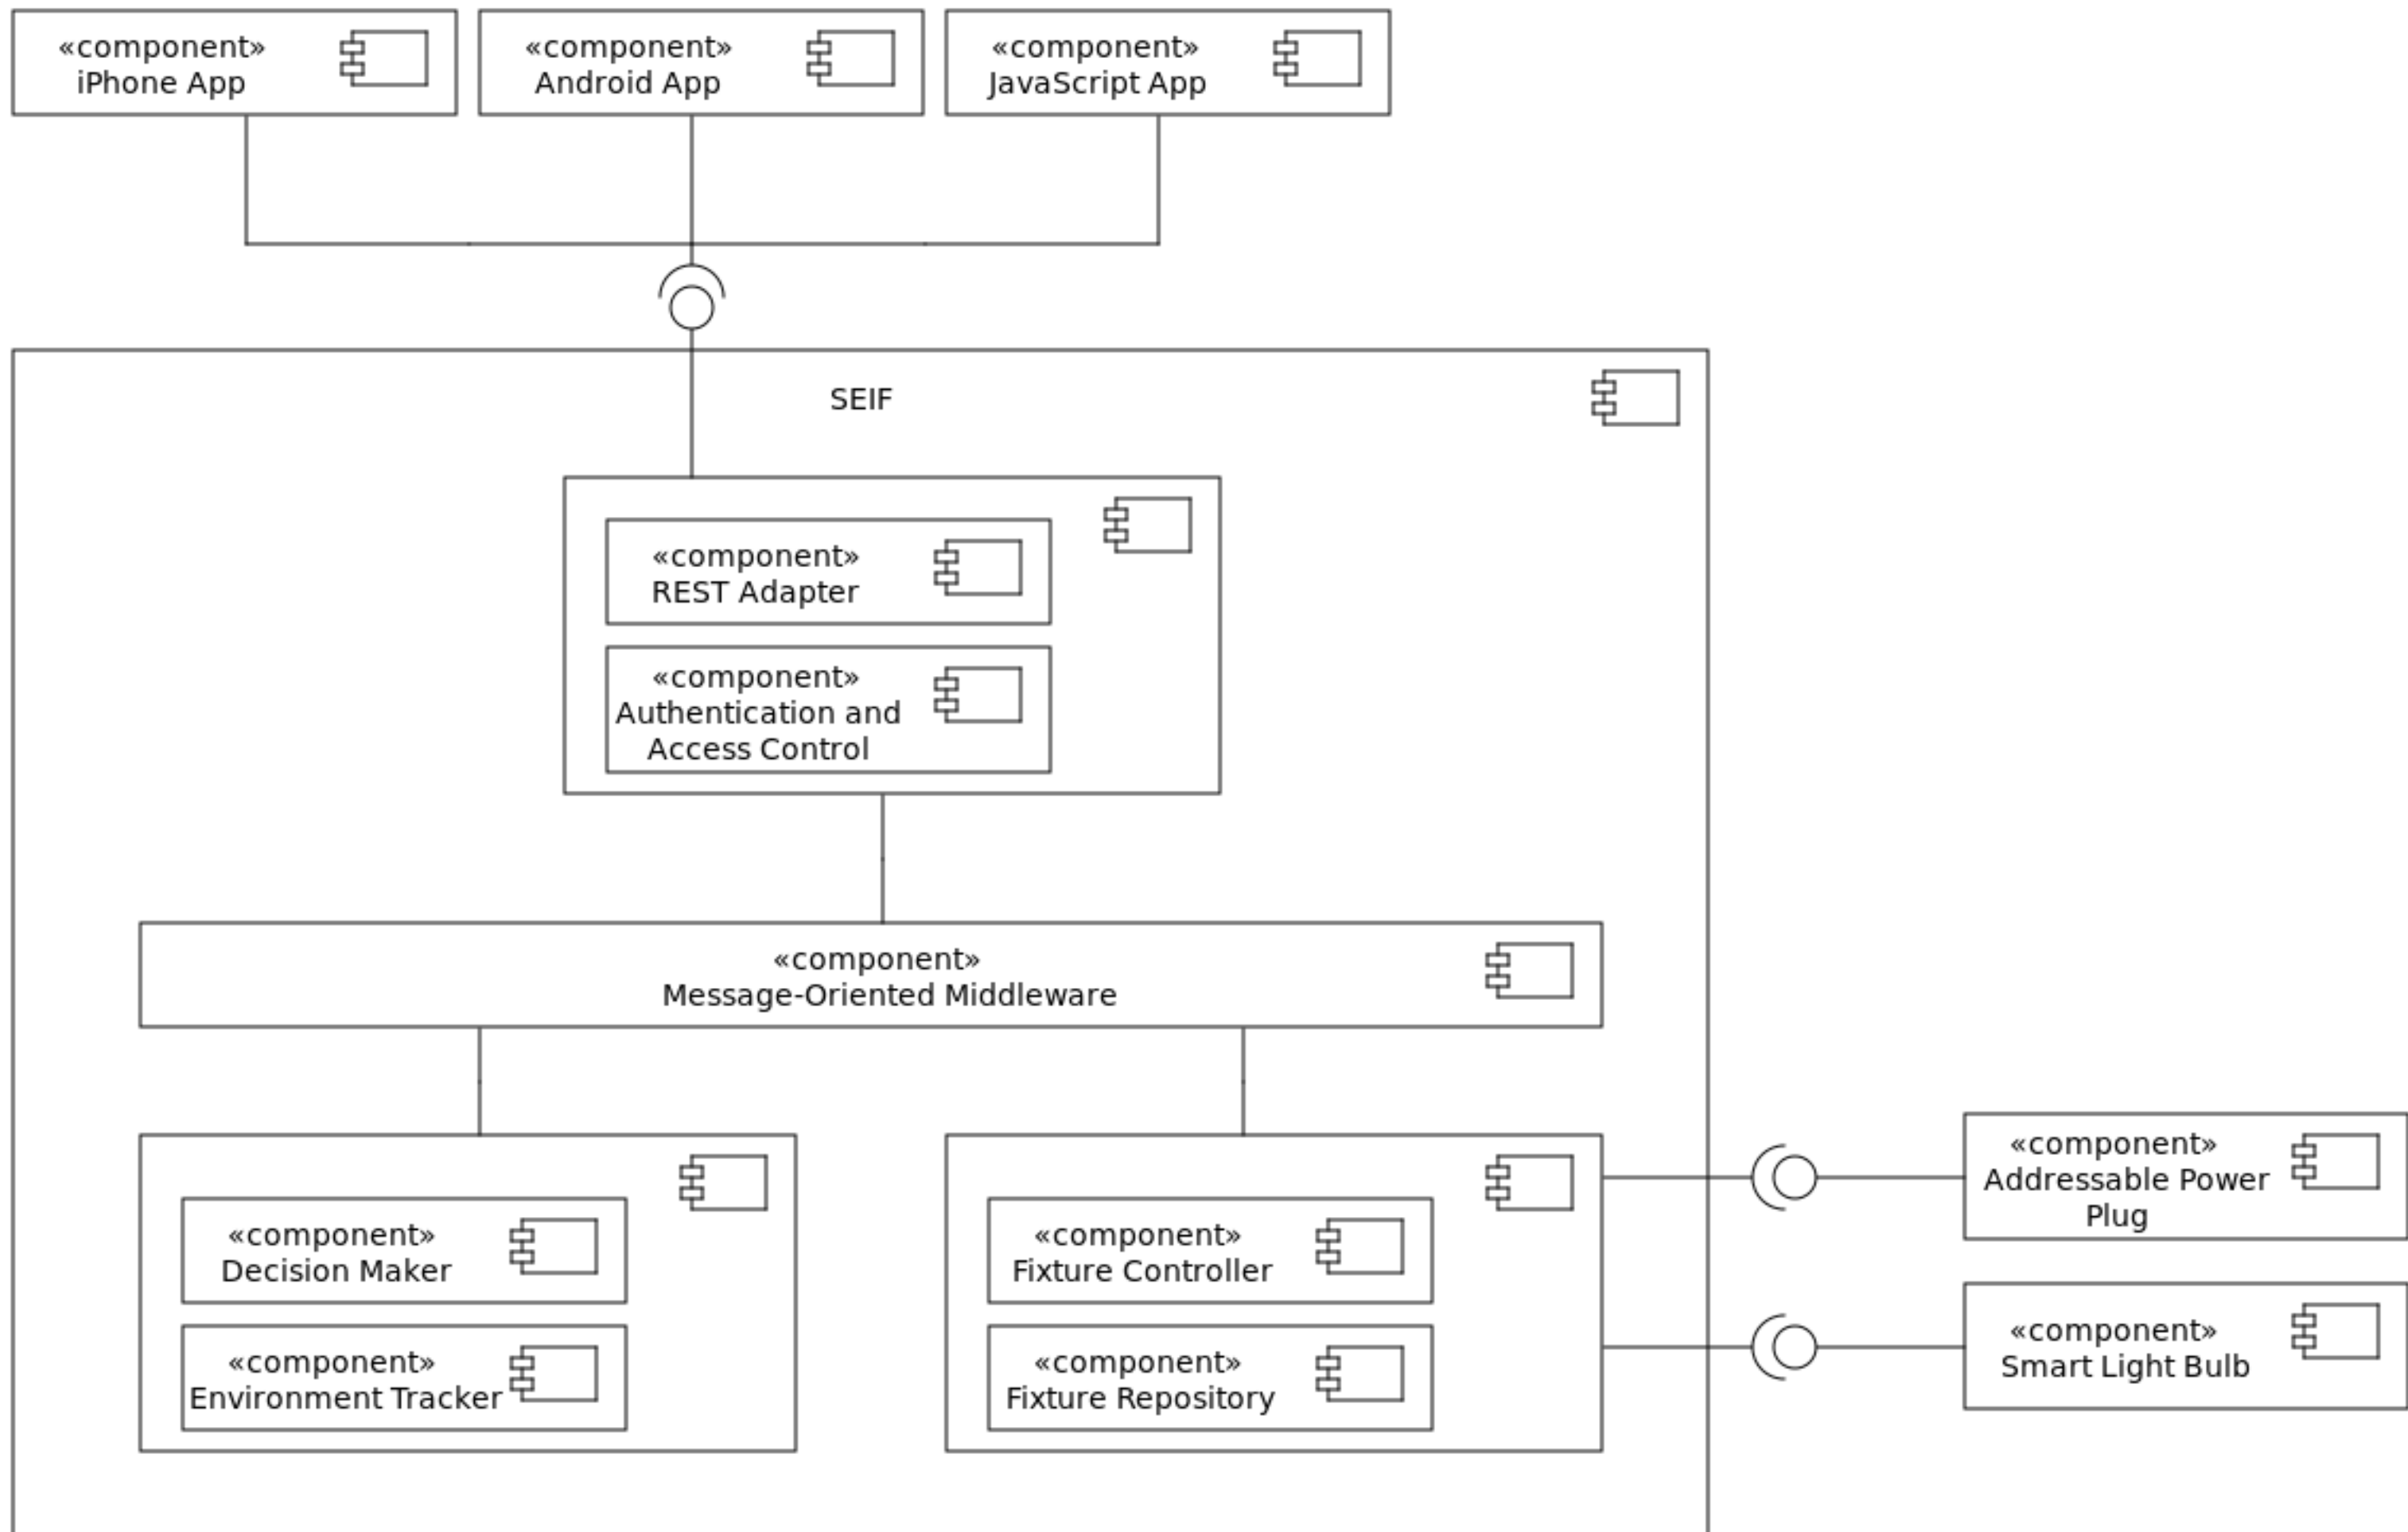 «component»
iPhone App
«component»
Android App
«component»
JavaScript App
SEIF
«component»
REST Adapter
«component»
Authentication and
Access Control
«component»
Message-Oriented Middleware
«component»
Decision Maker
«component»
Environment Tracker
«component»
Fixture Controller
«component»
Fixture Repository
«component»
Addressable Power
Plug
«component»
Smart Light Bulb